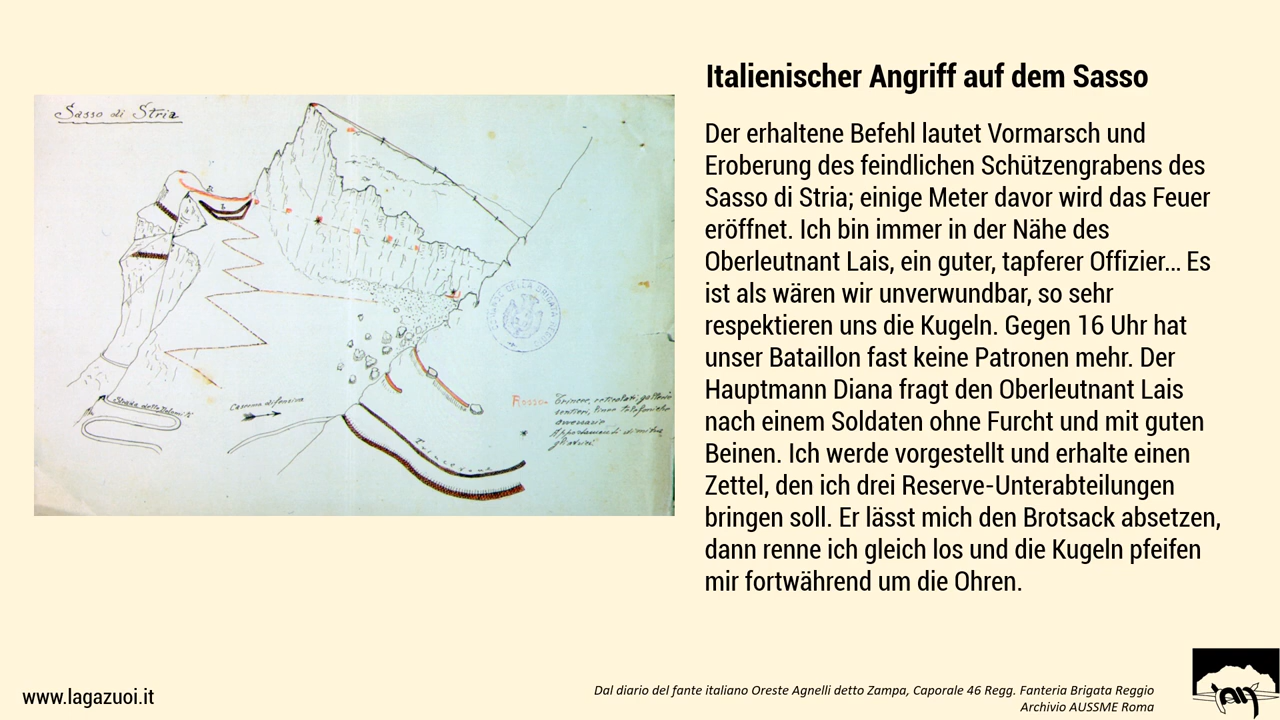 Italienischer Angriff auf dem Sasso
Sasso di Stria
Der erhaltene Befehl lautet Vormarsch und
Eroberung des feindlichen Schützengrabens des
Sasso di Stria; einige Meter davor wird das Feuer
eröffnet. Ich bin immer in der Nähe des
Oberleutnant Lais, ein guter, tapferer Offizier... Es
ist als wären wir unverwundbar, so sehr
respektieren uns die Kugeln. Gegen 16 Uhr hat
unser Bataillon fast keine Patronen mehr. Der
Hauptmann Diana fragt den Oberleutnant Lais
nach einem Soldaten ohne Furcht und mit guten
Beinen. Ich werde vorgestellt und erhalte einen
Zettel, den ich drei Reserve-Unterabteilungen
bringen soll. Er lässt mich den Brotsack absetzen,
dann renne ich gleich los und die Kugeln pfeifen
mir fortwährend um die Ohren.
Strada delle
Caverna difensiva
Rosso
Trincee, reticolati,
sentieri, linee telefoniche
avversarie
www.lagazuoi.it
Dal diario del fante italiano Oreste Agnelli detto Zampa, Caporale 46 Regg. Fanteria Brigata Reggio
Archivio AUSSME Roma